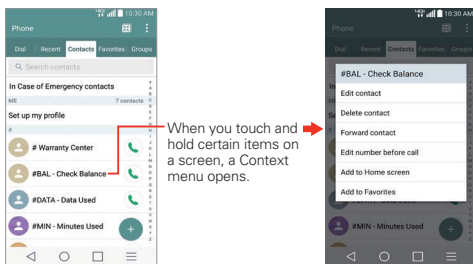 10:30 AM
Phone
Dial Recent Contacts Favorites Groups
Search contacts
In Case of Emergency contacts
ME 7 contacts
Set up my profile
#
# Warranty Center
#BAL - Check Balance
#DATA - Data Used
#MIN - Minutes Used
When you touch and
hold certain items on
a screen, a Context
menu opens.
10:30 AM
Phone
Dial Recent Contacts Favorites Groups
#BAL - Check Balance
Edit contact
Delete contact
Forward contact
Edit number before call
Add to Home screen
Add to Favorites
#MIN - Minutes Used